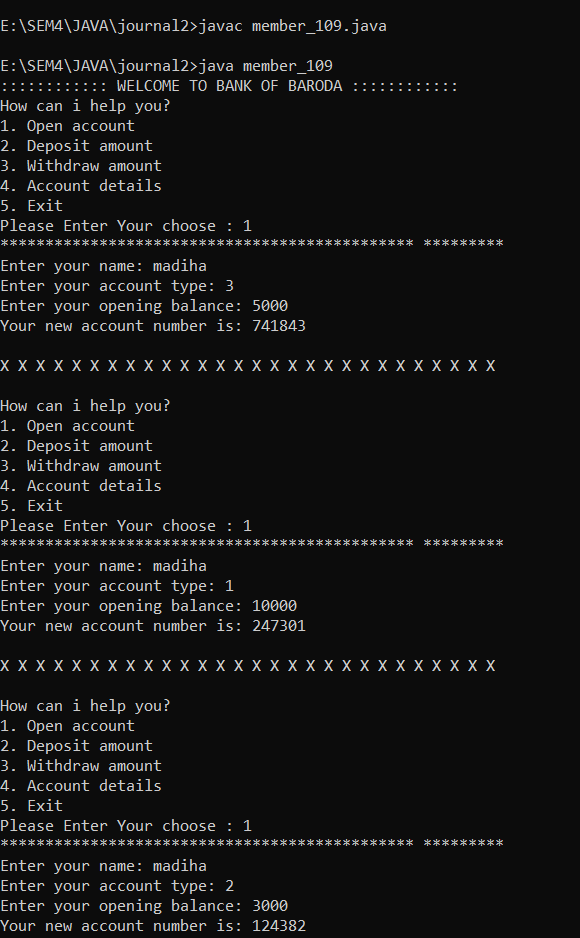 E:\SEM4\JAVA\journal2>javac member_109.java
E:\SEM4\JAVA\journal2>java member_109
:::::::::::: WELCOME TO BANK OF BARODA ::::::::::::
How can i help you?
1. Open account
2. Deposit amount
3. Withdraw amount
4. Account details
5. Exit
Please Enter Your choose : 1
********************************************** *********
Enter your name: madiha
Enter your account type: 3
Enter your opening balance: 5000
Your new account number is: 741843
X X X X X X X X X X X X X X X X X X X X X X X X X X X X
How can i help you?
1. Open account
2. Deposit amount
3. Withdraw amount
4. Account details
5. Exit
Please Enter Your choose : 1
********************************************** *********
Enter your name: madiha
Enter your account type: 1
Enter your opening balance: 10000
Your new account number is: 247301
X X X X X X X X X X X X X X X X X X X X X X X X X X X X
How can i help you?
1. Open account
2. Deposit amount
3. Withdraw amount
4. Account details
5. Exit
Please Enter Your choose : 1
********************************************** *********
Enter your name: madiha
Enter your account type: 2
Enter your opening balance: 3000
Your new account number is: 124382